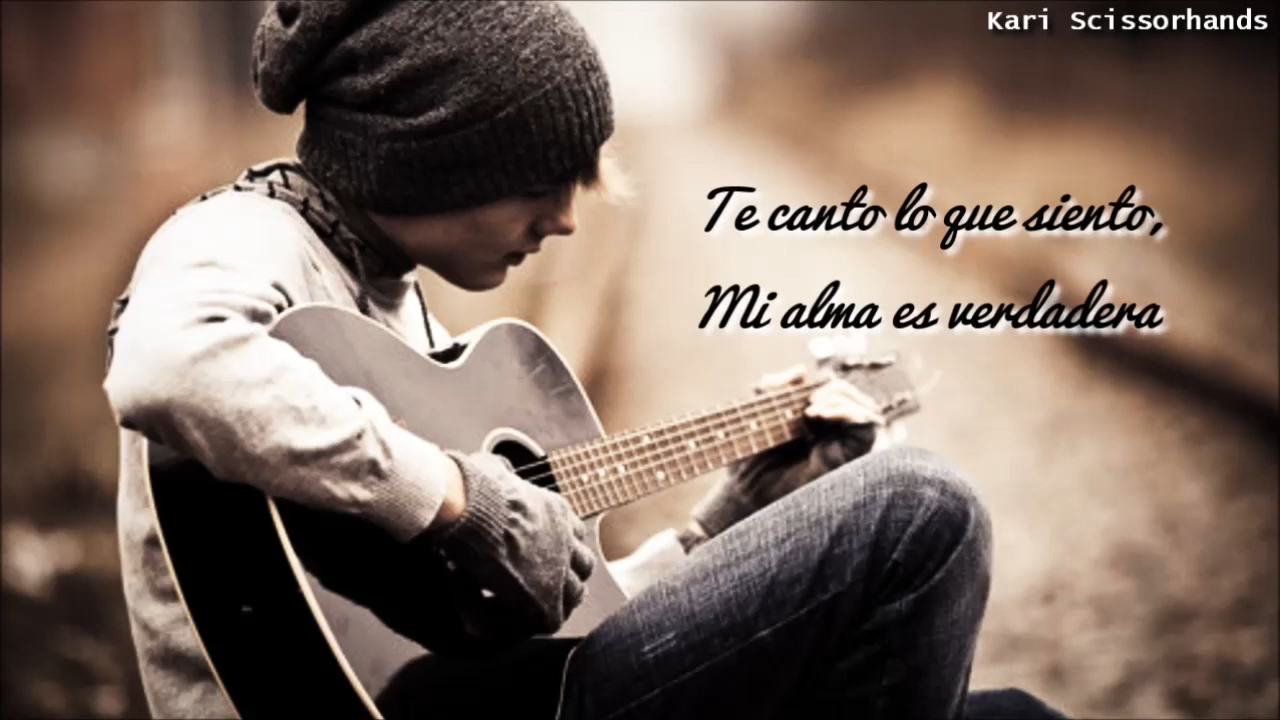 Kari Scissorhands
Te canto lo que siento,
Mi alma es verdadera